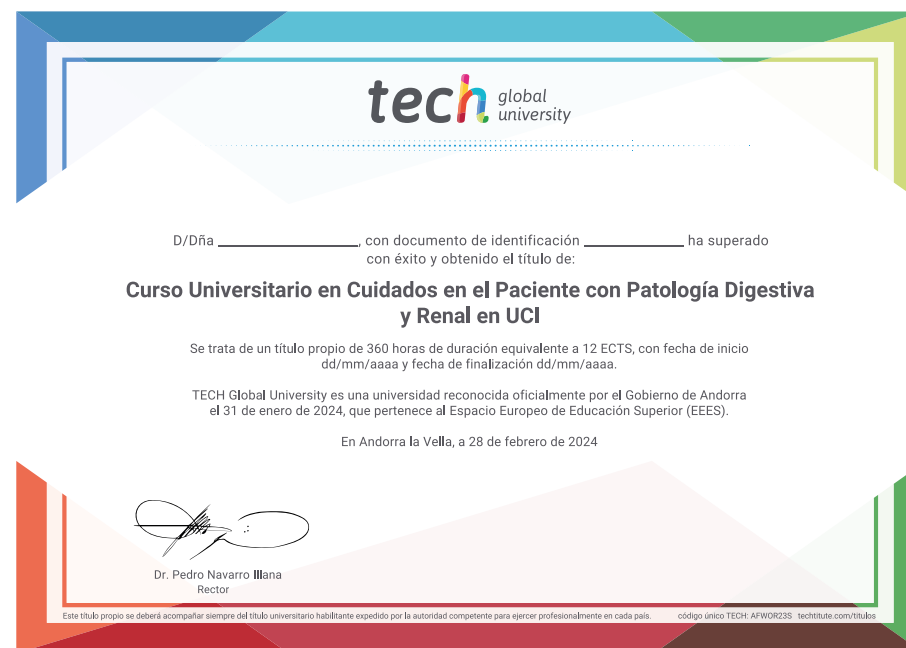 tech global university
D/Dña ____________________, con documento de identificación ______________ ha superado
con éxito y obtenido el título de:
Curso Universitario en Cuidados en el Paciente con Patología Digestiva
y Renal en UCI
Se trata de un título propio de 360 horas de duración equivalente a 12 ECTS, con fecha de inicio
dd/mm/aaaa y fecha de finalización dd/mm/aaaa.
TECH Global University es una universidad reconocida oficialmente por el Gobierno de Andorra
el 31 de enero de 2024, que pertenece al Espacio Europeo de Educación Superior (EEES).
En Andorra la Vella, a 28 de febrero de 2024
Dr. Pedro Navarro Illana
Rector
Este título propio se deberá acompañar siempre del título universitario habilitante expedido por la autoridad competente para ejercer profesionalmente en cada país. código único TECH: AFWOR23S techtitute.com/titulos